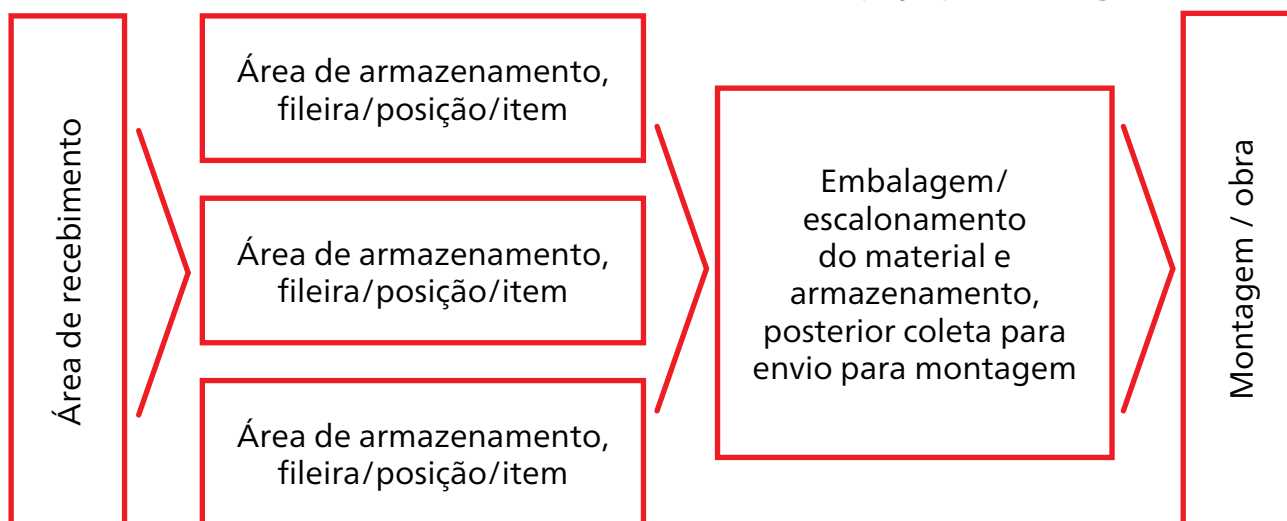 Área de recebimento
Área de armazenamento,
fileira/posição/item
Área de armazenamento,
fileira/posição/item
Área de armazenamento,
fileira/posição/item
Embalagem/
escalonamento
do material e
armazenamento,
posterior coleta para
envio para montagem
Montagem / obra